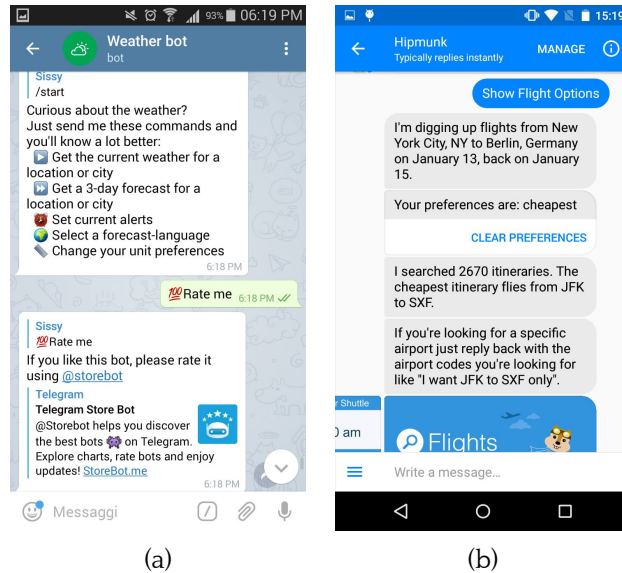 93% 06:19 PM
Weather bot
bot
Sissy
/start
Curious about the weather?
Just send me these commands and
you'll know a lot better:
Get the current weather for a
location or city
Get a 3-day forecast for a
location or city
Set current alerts
Select a forecast-language
Change your unit preferences
6:18 PM
💯Rate me 6:18 PM
Sissy
💯Rate me
If you like this bot, please rate it
using @storebot
Telegram
Telegram Store Bot
@Storebot helps you discover
the best bots 👾 on Telegram.
Explore charts, rate bots and enjoy
updates! StoreBot.me
6:18 PM
Messaggi
(a)
15:19
Hipmunk
Typically replies instantly
MANAGE
Show Flight Options
I'm digging up flights from New
York City, NY to Berlin, Germany
on January 13, back on January
15.
Your preferences are: cheapest
CLEAR PREFERENCES
I searched 2670 itineraries. The
cheapest itinerary flies from JFK
to SXF.
If you're looking for a specific
airport just reply back with the
airport codes you're looking for
like "I want JFK to SXF only".
Shuttle
am
Flights
Write a message...
(b)